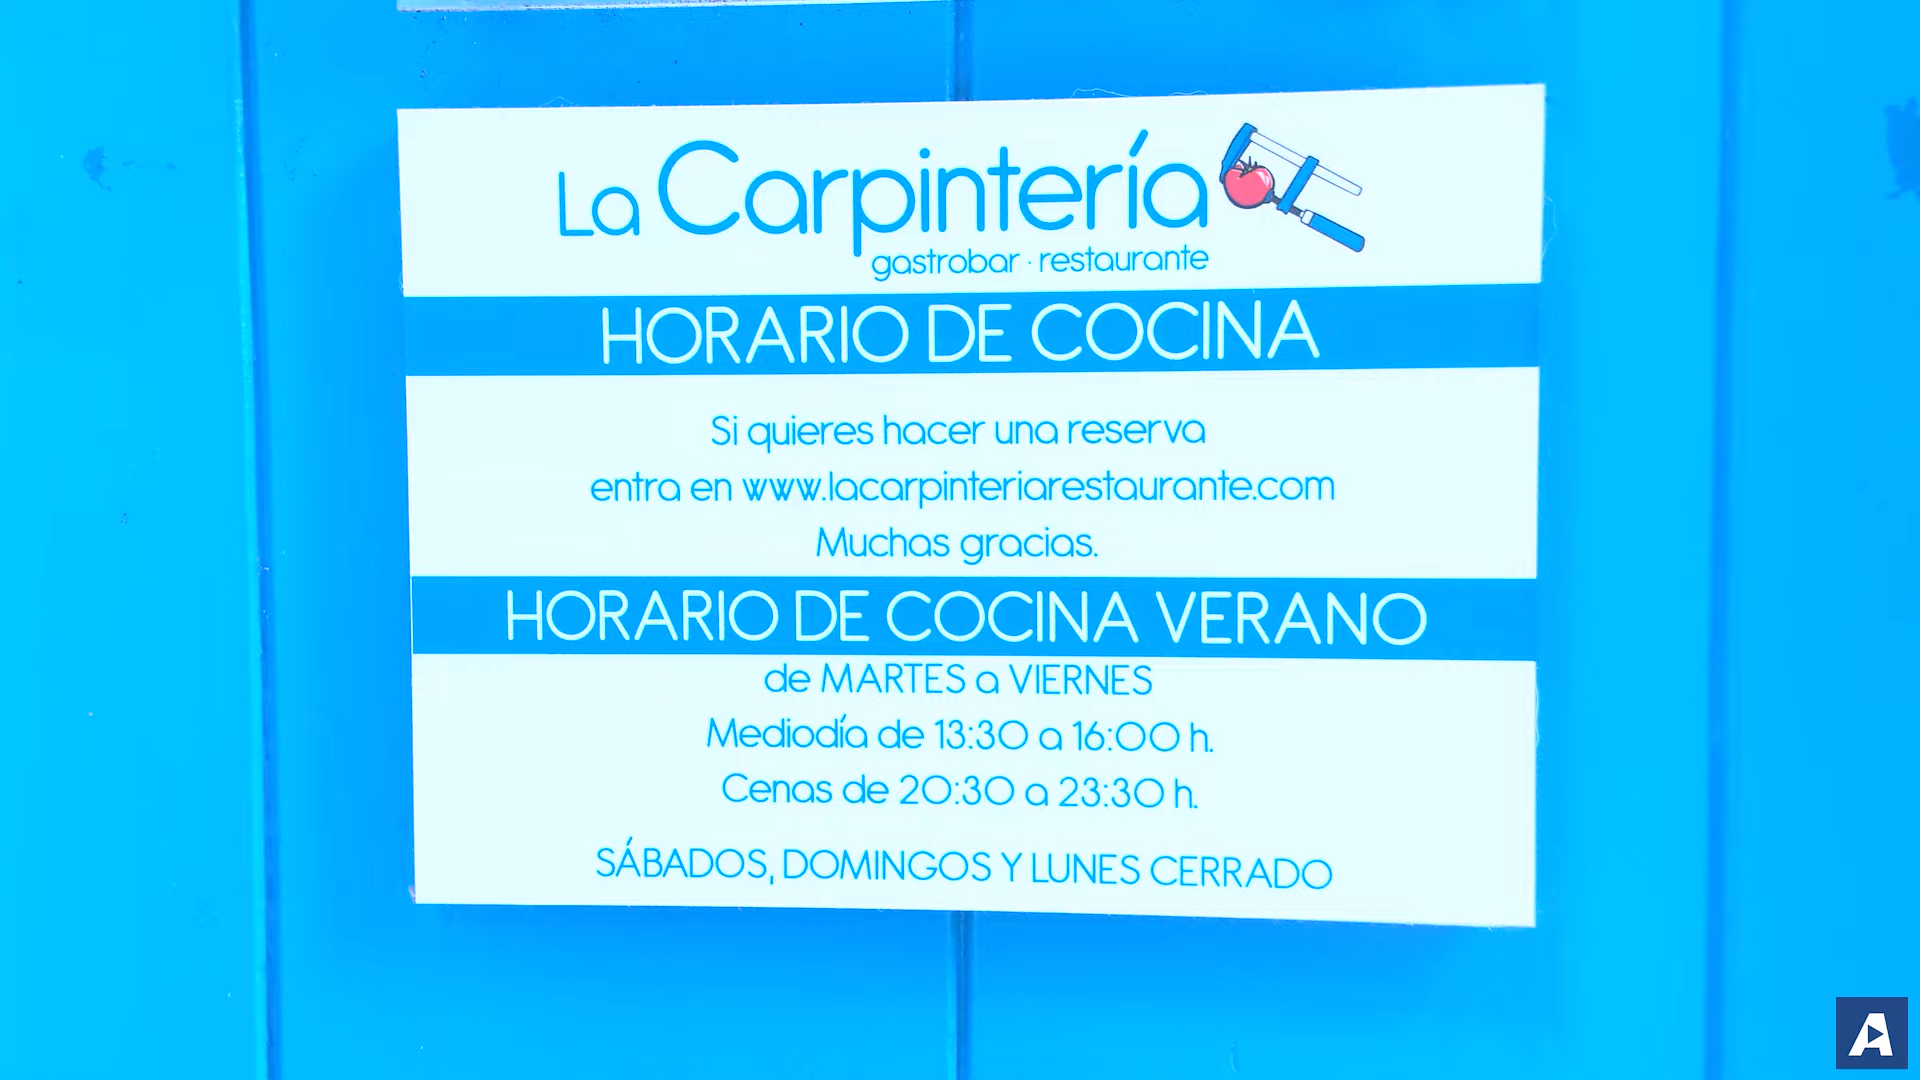 La Carpintería
gastrobar · restaurante
HORARIO DE COCINA
Si quieres hacer una reserva
entra en www.lacarpinteriarestaurante.com
Muchas gracias.
HORARIO DE COCINA VERANO
de MARTES a VIERNES
Mediodía de 13:30 a 16:00 h.
Cenas de 20:30 a 23:30 h.
SÁBADOS, DOMINGOS Y LUNES CERRADO
A